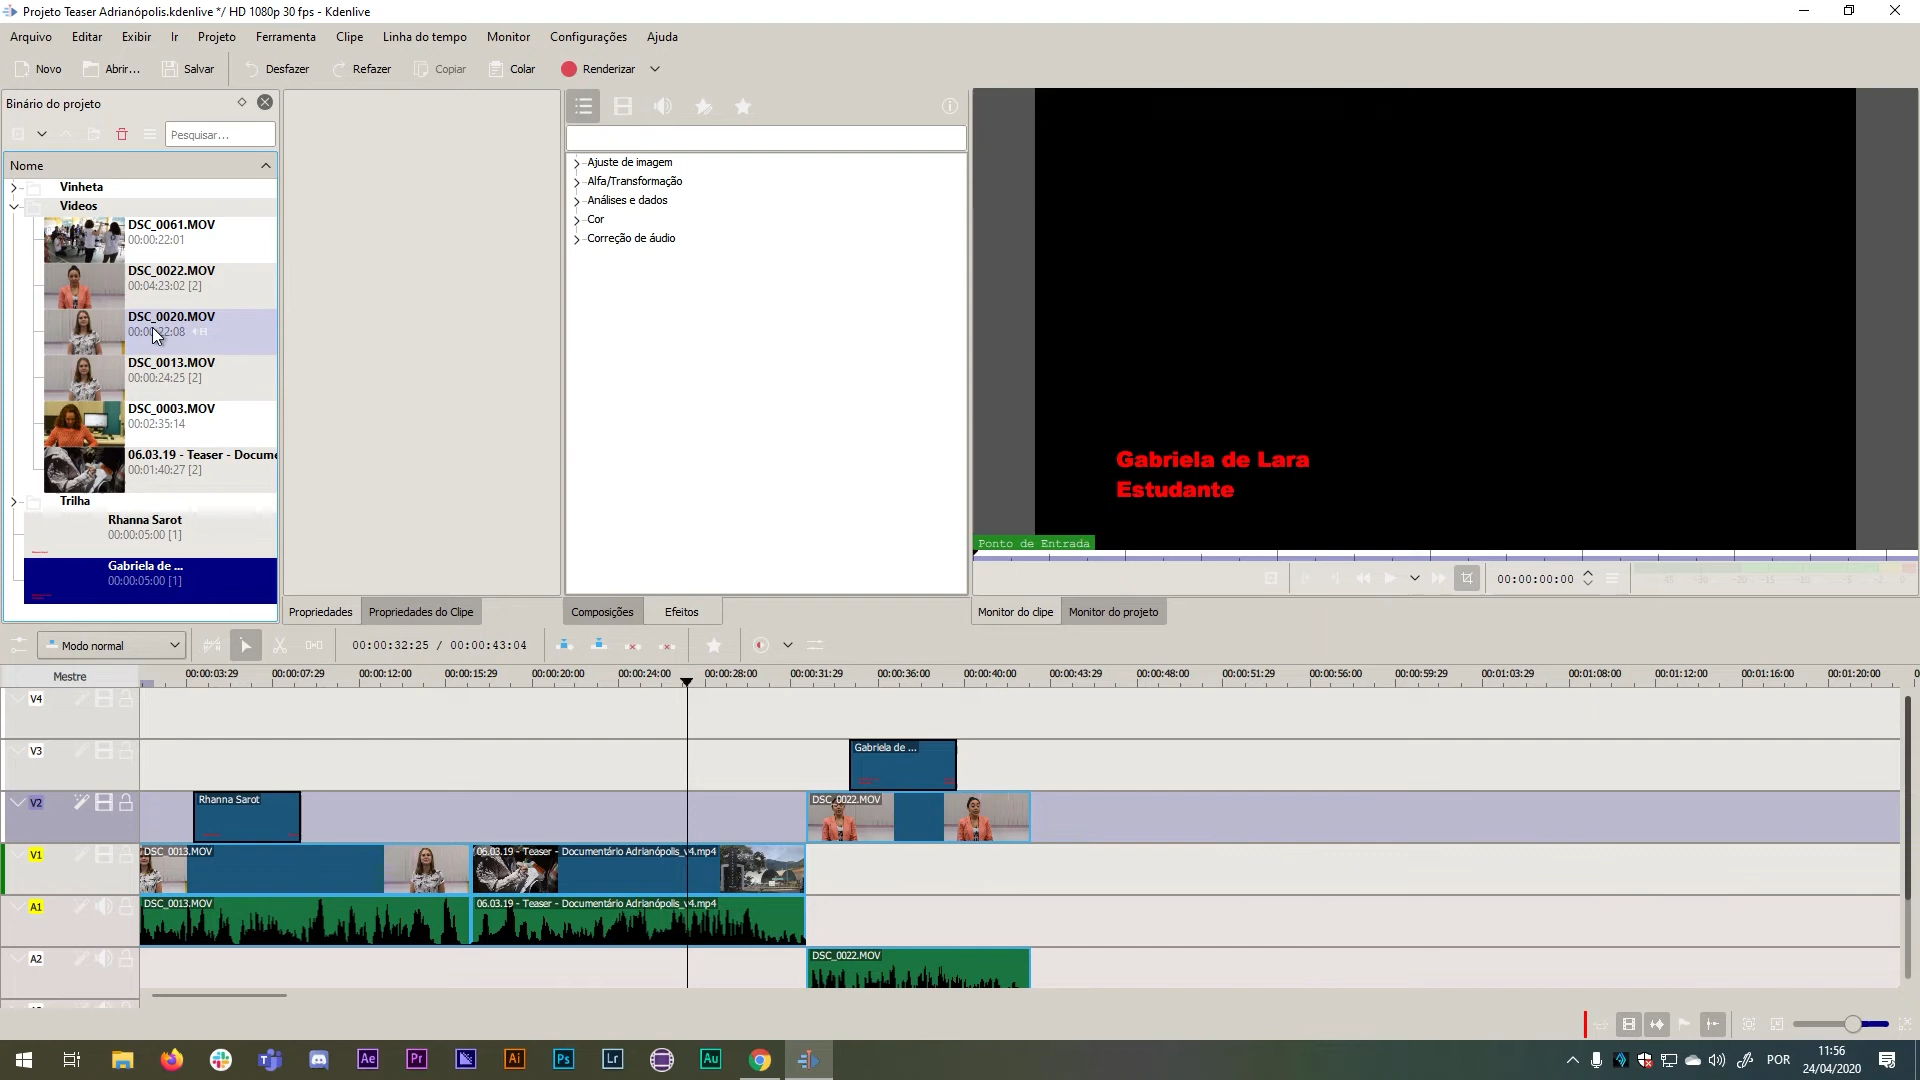 Projeto Teaser Adrianópolis.kdenlive */ HD 1080p 30 fps - Kdenlive
Arquivo Editar Exibir Ir Projeto Ferramenta Clipe Linha do tempo Monitor Configurações Ajuda
Novo Abrir... Salvar Desfazer Refazer Copiar Colar Renderizar
Binário do projeto
Pesquisar...
Nome
Vinheta
Videos
DSC_0061.MOV
00:00:22:01
DSC_0022.MOV
00:04:23:02 [2]
DSC_0020.MOV
DSC_0013.MOV
00:00:24:25 [2]
DSC_0003.MOV
00:02:35:14
06.03.19 - Teaser - Docume
00:01:40:27 [2]
Trilha
Rhanna Sarot
00:00:05:00 [1]
Gabriela de ...
00:00:05:00 [1]
Propriedades Propriedades do Clipe
Ajuste de imagem
Alfa/Transformação
Análises e dados
Cor
Correção de áudio
Composições Efeitos
Gabriela de Lara
Estudante
Ponto de Entrada
00:00:00:00
Monitor do clipe Monitor do projeto
Modo normal 00:00:32:25 / 00:00:43:04
Mestre 00:00:03:29 00:00:07:29 00:00:12:00 00:00:15:29 00:00:20:00 00:00:24:00 00:00:28:00 00:00:31:29 00:00:36:00 00:00:40:00 00:00:43:29 00:00:48:00 00:00:51:29 00:00:56:00 00:00:59:29 00:01:03:29 00:01:08:00 00:01:12:00 00:01:16:00 00:01:20:00
V4
V3 Gabriela de ...
V2 Rhanna Sarot DSC_0022.MOV
V1 DSC_0013.MOV 06.03.19 - Teaser - Documentário Adrianópolis_v4.mp4
A1 DSC_0013.MOV 06.03.19 - Teaser - Documentário Adrianópolis_v4.mp4
A2 DSC_0022.MOV
Ae Pr Ai Ps Lr Au
POR
11:56
24/04/2020